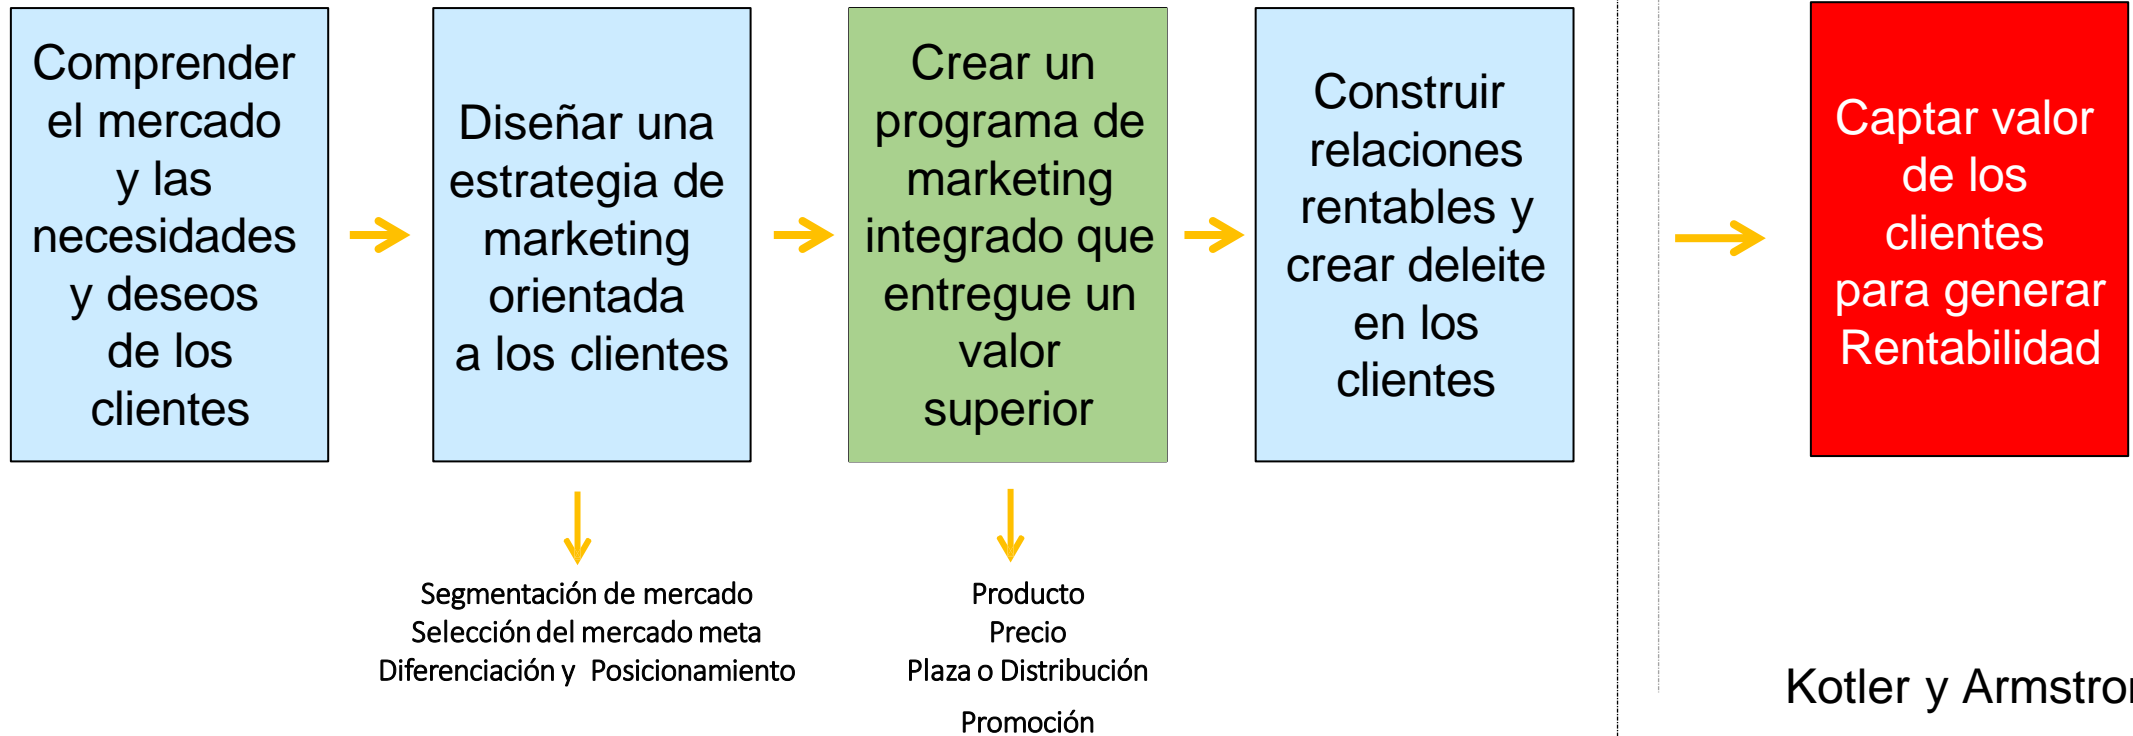 Comprender
el mercado
y las
necesidades
y deseos
de los
clientes
Diseñar una
estrategia de
marketing
orientada
a los clientes
Crear un
programa de
marketing
integrado que
entregue un
valor
superior
Construir
relaciones
rentables y
crear deleite
en los
clientes
Captar valor
de los
clientes
para generar
Rentabilidad
Segmentación de mercado
Selección del mercado meta
Diferenciación y Posicionamiento
Producto
Precio
Plaza o Distribución
Promoción
Kotler y